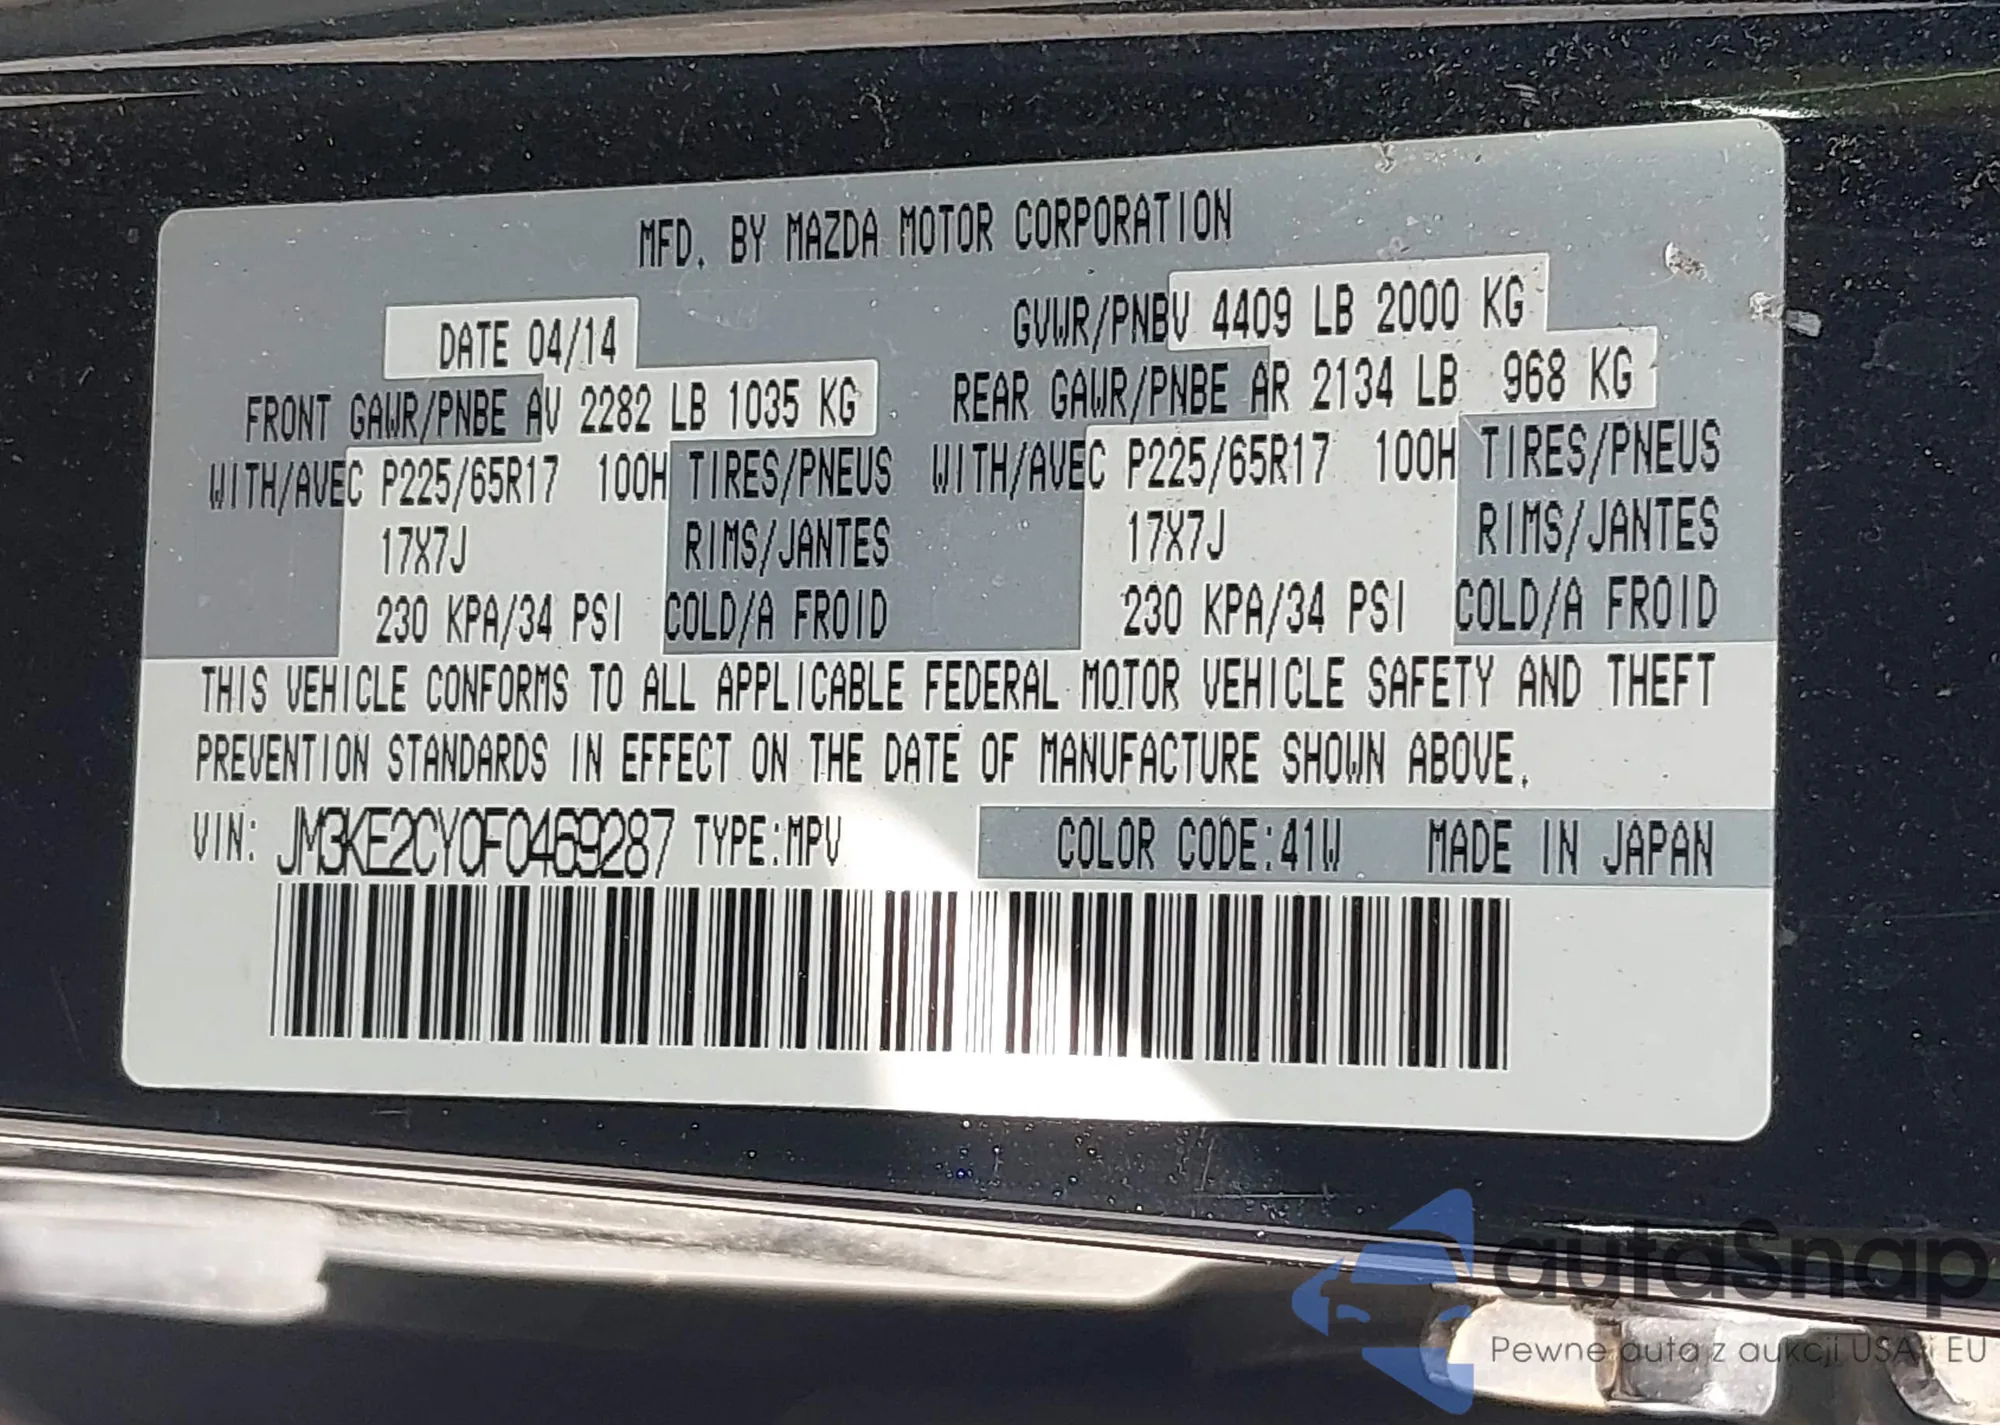 MFD. BY MAZDA MOTOR CORPORATION
DATE 04/14 GVWR/PNBV 4409 LB 2000 KG
FRONT GAWR/PNBE AV 2282 LB 1035 KG REAR GAWR/PNBE AR 2134 LB 968 KG
WITH/AVEC P225/65R17 100H TIRES/PNEUS WITH/AVEC P225/65R17 100H TIRES/PNEUS
17X7J RIMS/JANTES 17X7J RIMS/JANTES
230 KPA/34 PSI COLD/A FROID 230 KPA/34 PSI COLD/A FROID
THIS VEHICLE CONFORMS TO ALL APPLICABLE FEDERAL MOTOR VEHICLE SAFETY AND THEFT
PREVENTION STANDARDS IN EFFECT ON THE DATE OF MANUFACTURE SHOWN ABOVE.
VIN: JM3KE2CY0F0469287 TYPE:MPV COLOR CODE:41W MADE IN JAPAN
autoSnap
Pewne auta z aukcji USA i EU